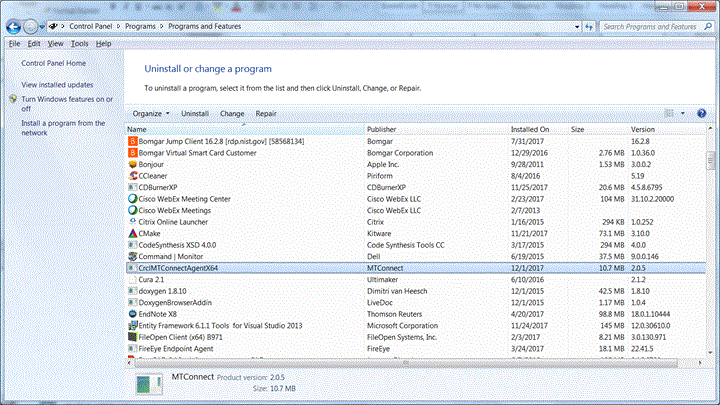 Control Panel ▸ Programs ▸ Programs and Features
Search Programs and Features
File Edit View Tools Help
Control Panel Home
View installed updates
Turn Windows features on or
off
Install a program from the
network
Uninstall or change a program
To uninstall a program, select it from the list and then click Uninstall, Change, or Repair.
Organize Uninstall Change Repair
Name Publisher Installed On Size Version
Bomgar Jump Client 16.2.8 [rdp.nist.gov] [58568134] Bomgar 7/31/2017 16.2.8
Bomgar Virtual Smart Card Customer Bomgar Corporation 12/29/2016 2.76 MB 1.0.36.0
Bonjour Apple Inc. 9/28/2011 1.53 MB 3.0.0.2
CCleaner Piriform 8/4/2016 5.19
CDBurnerXP CDBurnerXP 11/25/2017 20.6 MB 4.5.8.6795
Cisco WebEx Meeting Center Cisco WebEx LLC 2/23/2017 104 MB 31.10.2.20000
Cisco WebEx Meetings Cisco WebEx LLC 2/7/2013
Citrix Online Launcher Citrix 1/16/2015 294 KB 1.0.252
CMake Kitware 11/21/2017 73.1 MB 3.10.0
CodeSynthesis XSD 4.0.0 Code Synthesis Tools CC 3/17/2015 294 MB 4.0.0
Command | Monitor Dell 6/19/2015 37.5 MB 9.0.0.146
CrclMTConnectAgentX64 MTConnect 12/1/2017 10.7 MB 2.0.5
Cura 2.1 Ultimaker 6/10/2016 2.1.2
doxygen 1.8.10 Dimitri van Heesch 12/1/2015 42.5 MB 1.8.10
DoxygenBrowserAddin LiveDoc 12/1/2015 1.17 MB 1.0.4
EndNote X8 Thomson Reuters 4/20/2017 98.8 MB 18.0.1.10444
Entity Framework 6.1.1 Tools for Visual Studio 2013 Microsoft Corporation 11/24/2017 145 MB 12.0.30610.0
FileOpen Client (x64) B971 FileOpen Systems, Inc. 2/3/2017 8.21 MB 3.0.130.971
FireEye Endpoint Agent FireEye 3/24/2017 18.1 MB 22.41.5
MTConnect Product version: 2.0.5
Size: 10.7 MB